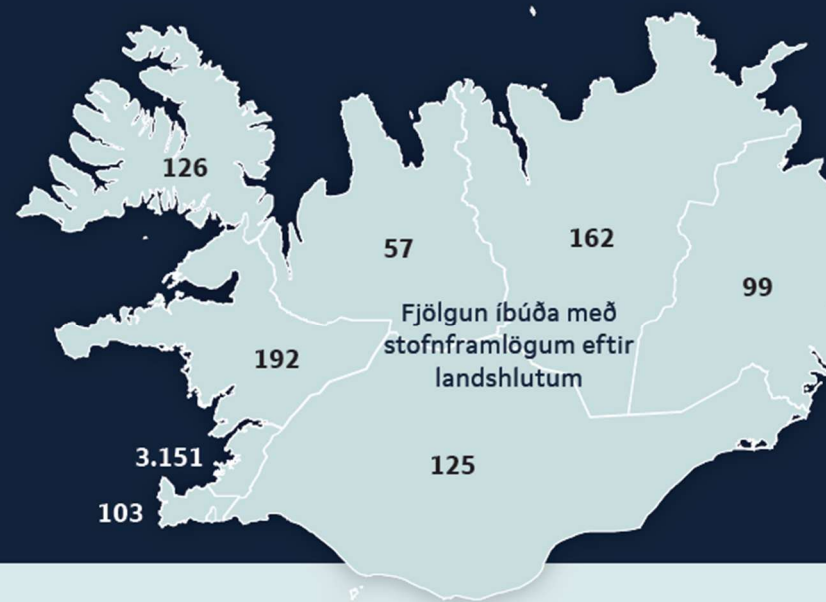 126
57
162
99
Fjölgun íbúða með
stofnframlögum eftir
landshlutum
192
3.151
125
103